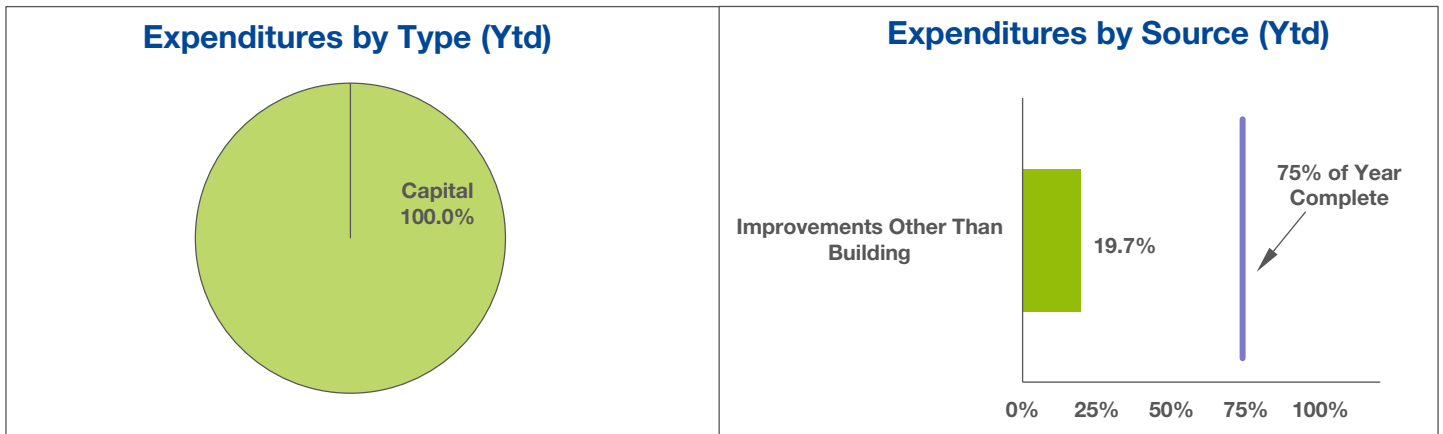 Expenditures by Type (Ytd)
Capital
100.0%
Expenditures by Source (Ytd)
75% of Year
Complete
Improvements Other Than
Building
19.7%
0% 25% 50% 75% 100%